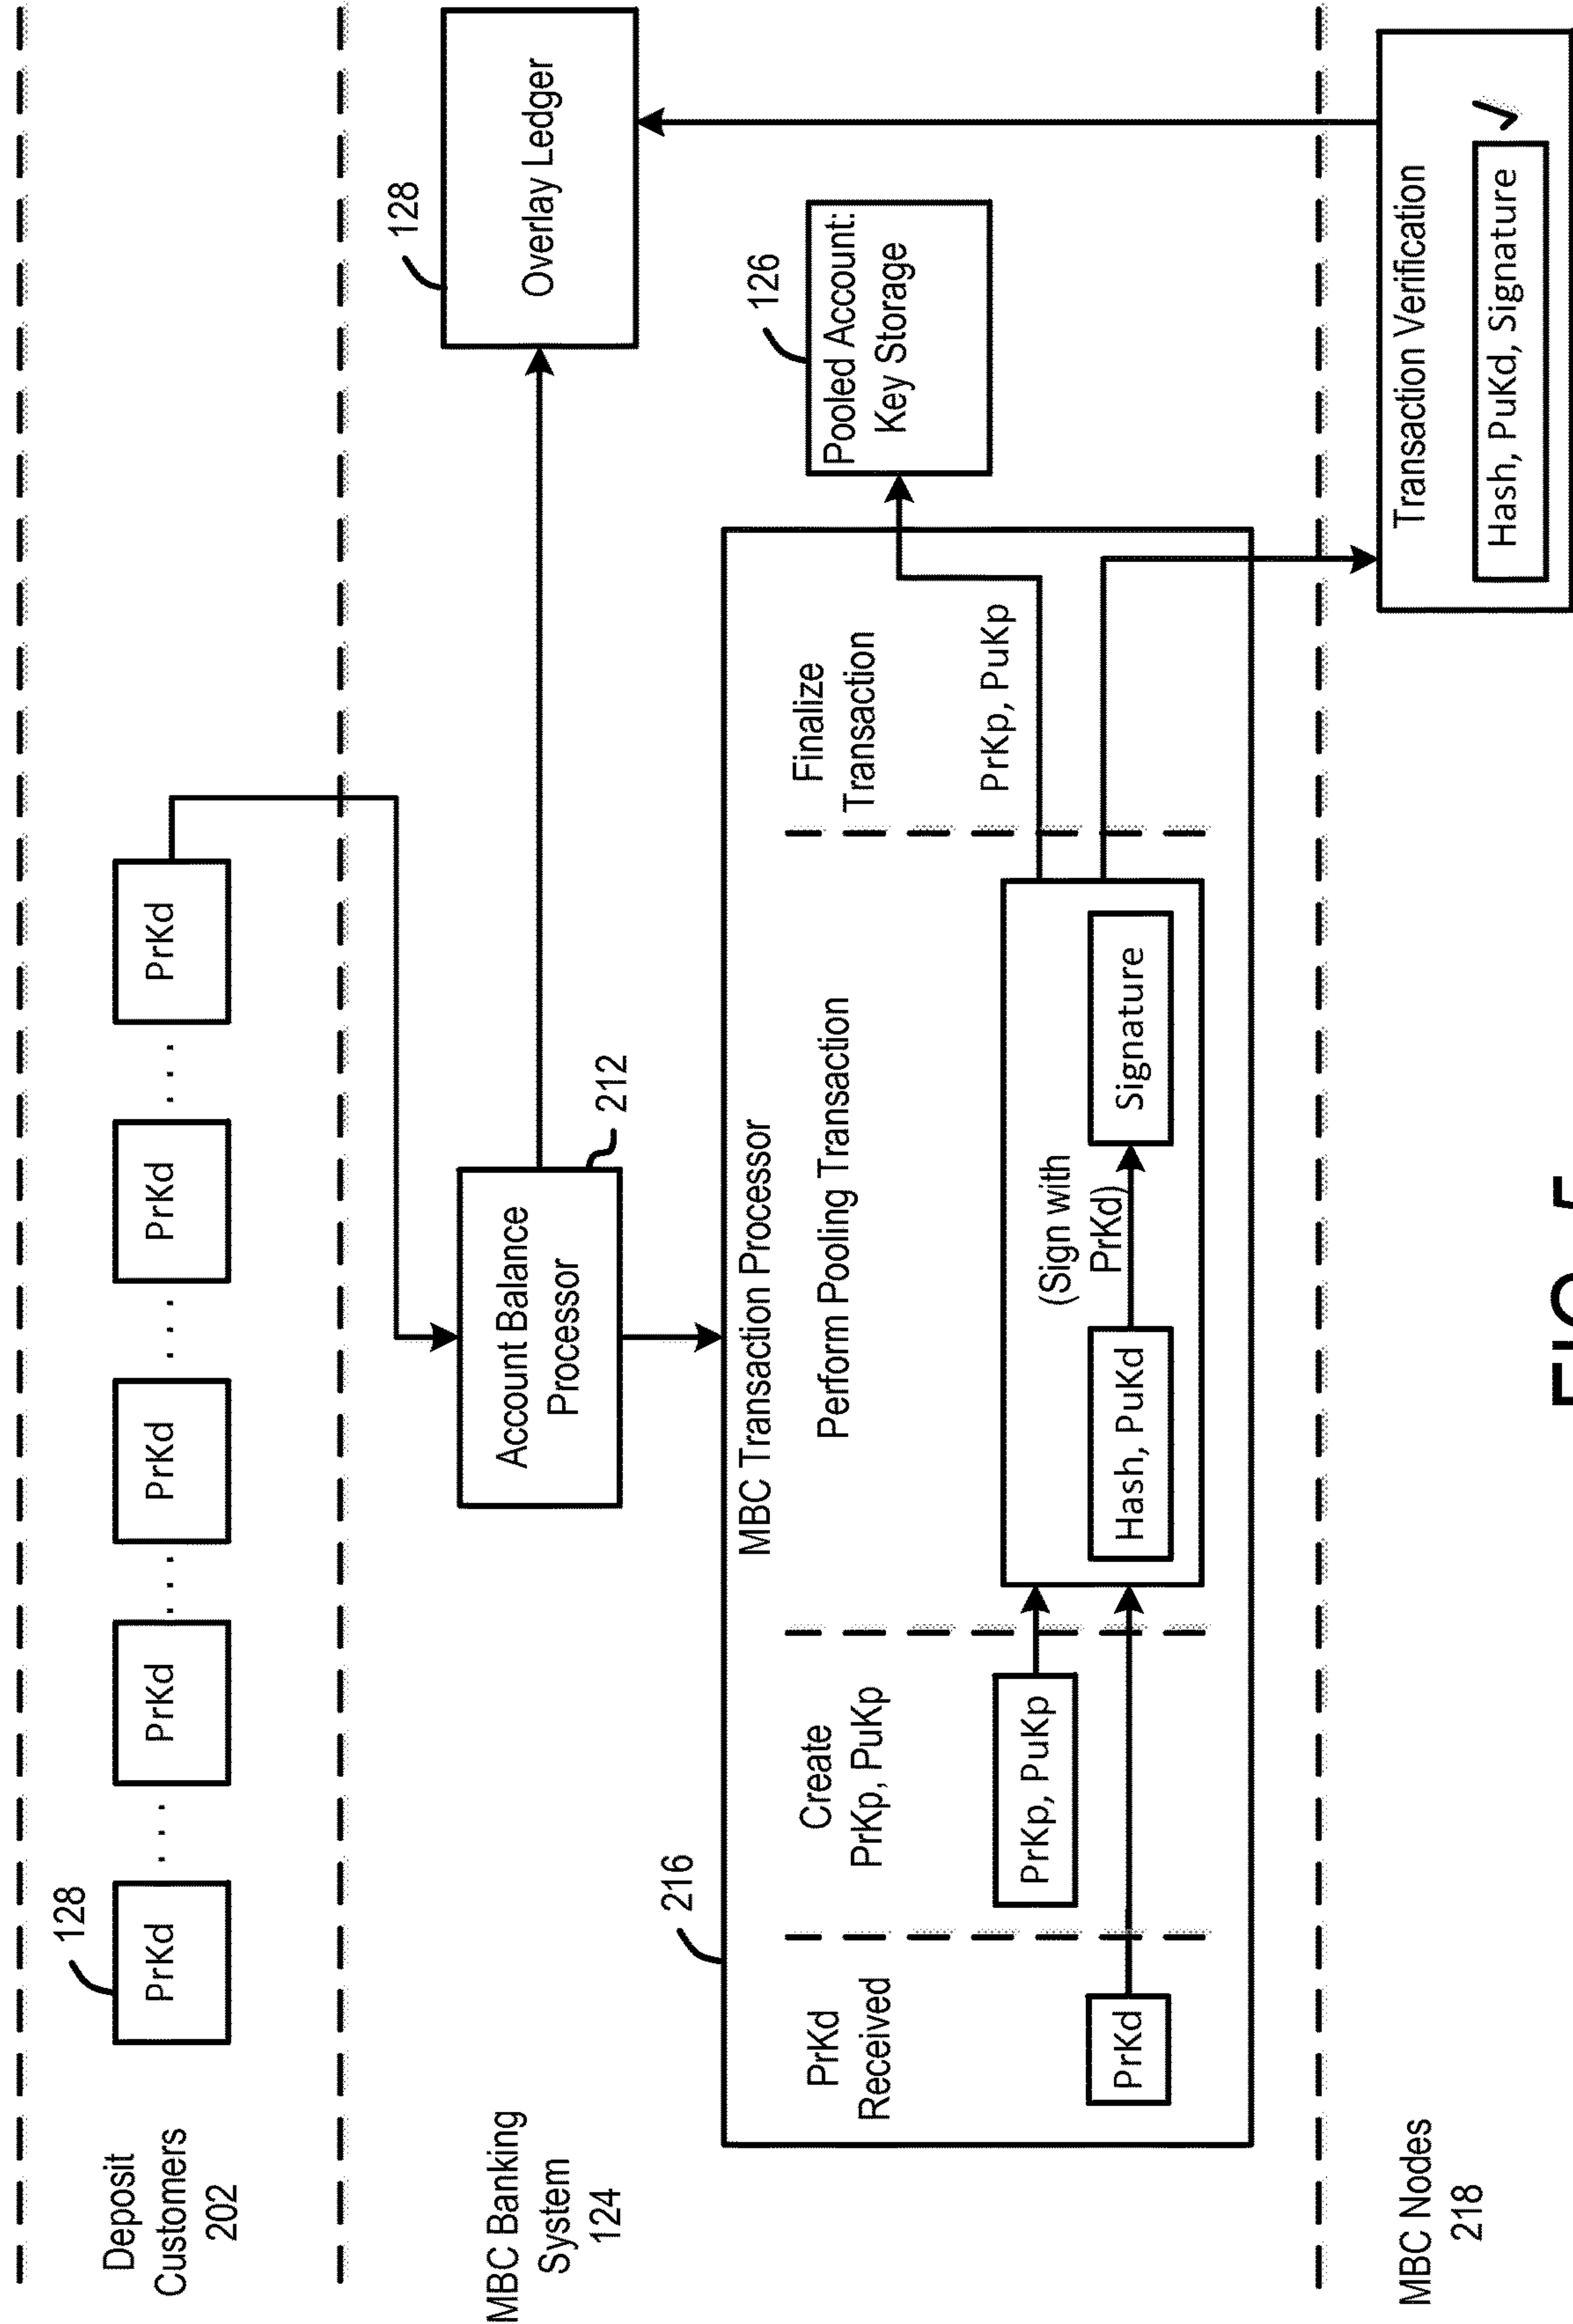 Deposit
Customers
202
128
PrKd
. . .
PrKd
. . .
PrKd
. . .
PrKd
. . .
PrKd
MBC Banking
System
124
Account Balance
Processor
212
128
Overlay Ledger
216
MBC Transaction Processor
PrKd
Received
PrKd
Create
PrKp, PuKp
PrKp, PuKp
Perform Pooling Transaction
(Sign with
PrKd)
Hash, PuKd
Signature
Finalize
Transaction
PrKp, PuKp
126
Pooled Account:
Key Storage
MBC Nodes
218
Transaction Verification
Hash, PuKd, Signature